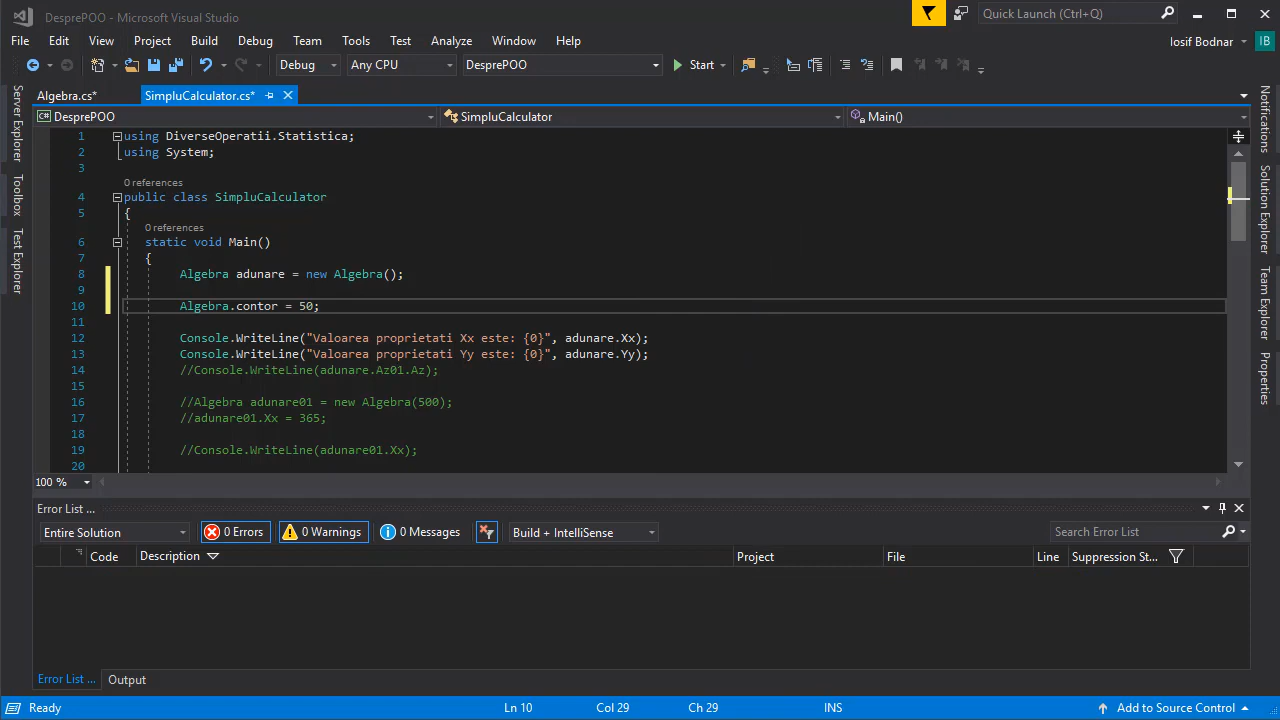 DesprePOO - Microsoft Visual Studio
Quick Launch (Ctrl+Q)
File Edit View Project Build Debug Team Tools Test Analyze Window Help
Iosif Bodnar IB
Debug Any CPU DesprePOO Start
Algebra.cs* SimpluCalculator.cs*
C# DesprePOO SimpluCalculator Main()
1 using DiverseOperatii.Statistica;
2 using System;
3
0 references
4 public class SimpluCalculator
5 {
0 references
6 static void Main()
7 {
8 Algebra adunare = new Algebra();
9
10 Algebra.contor = 50;
11
12 Console.WriteLine("Valoarea proprietati Xx este: {0}", adunare.Xx);
13 Console.WriteLine("Valoarea proprietati Yy este: {0}", adunare.Yy);
14 //Console.WriteLine(adunare.Az01.Az);
15
16 //Algebra adunare01 = new Algebra(500);
17 //adunare01.Xx = 365;
18
19 //Console.WriteLine(adunare01.Xx);
20
100 %
Server Explorer
Toolbox
Test Explorer
Notifications
Solution Explorer
Team Explorer
Properties
Error List ...
Entire Solution 0 Errors 0 Warnings 0 Messages Build + IntelliSense Search Error List
Code Description Project File Line Suppression St...
Error List ... Output
Ready Ln 10 Col 29 Ch 29 INS Add to Source Control